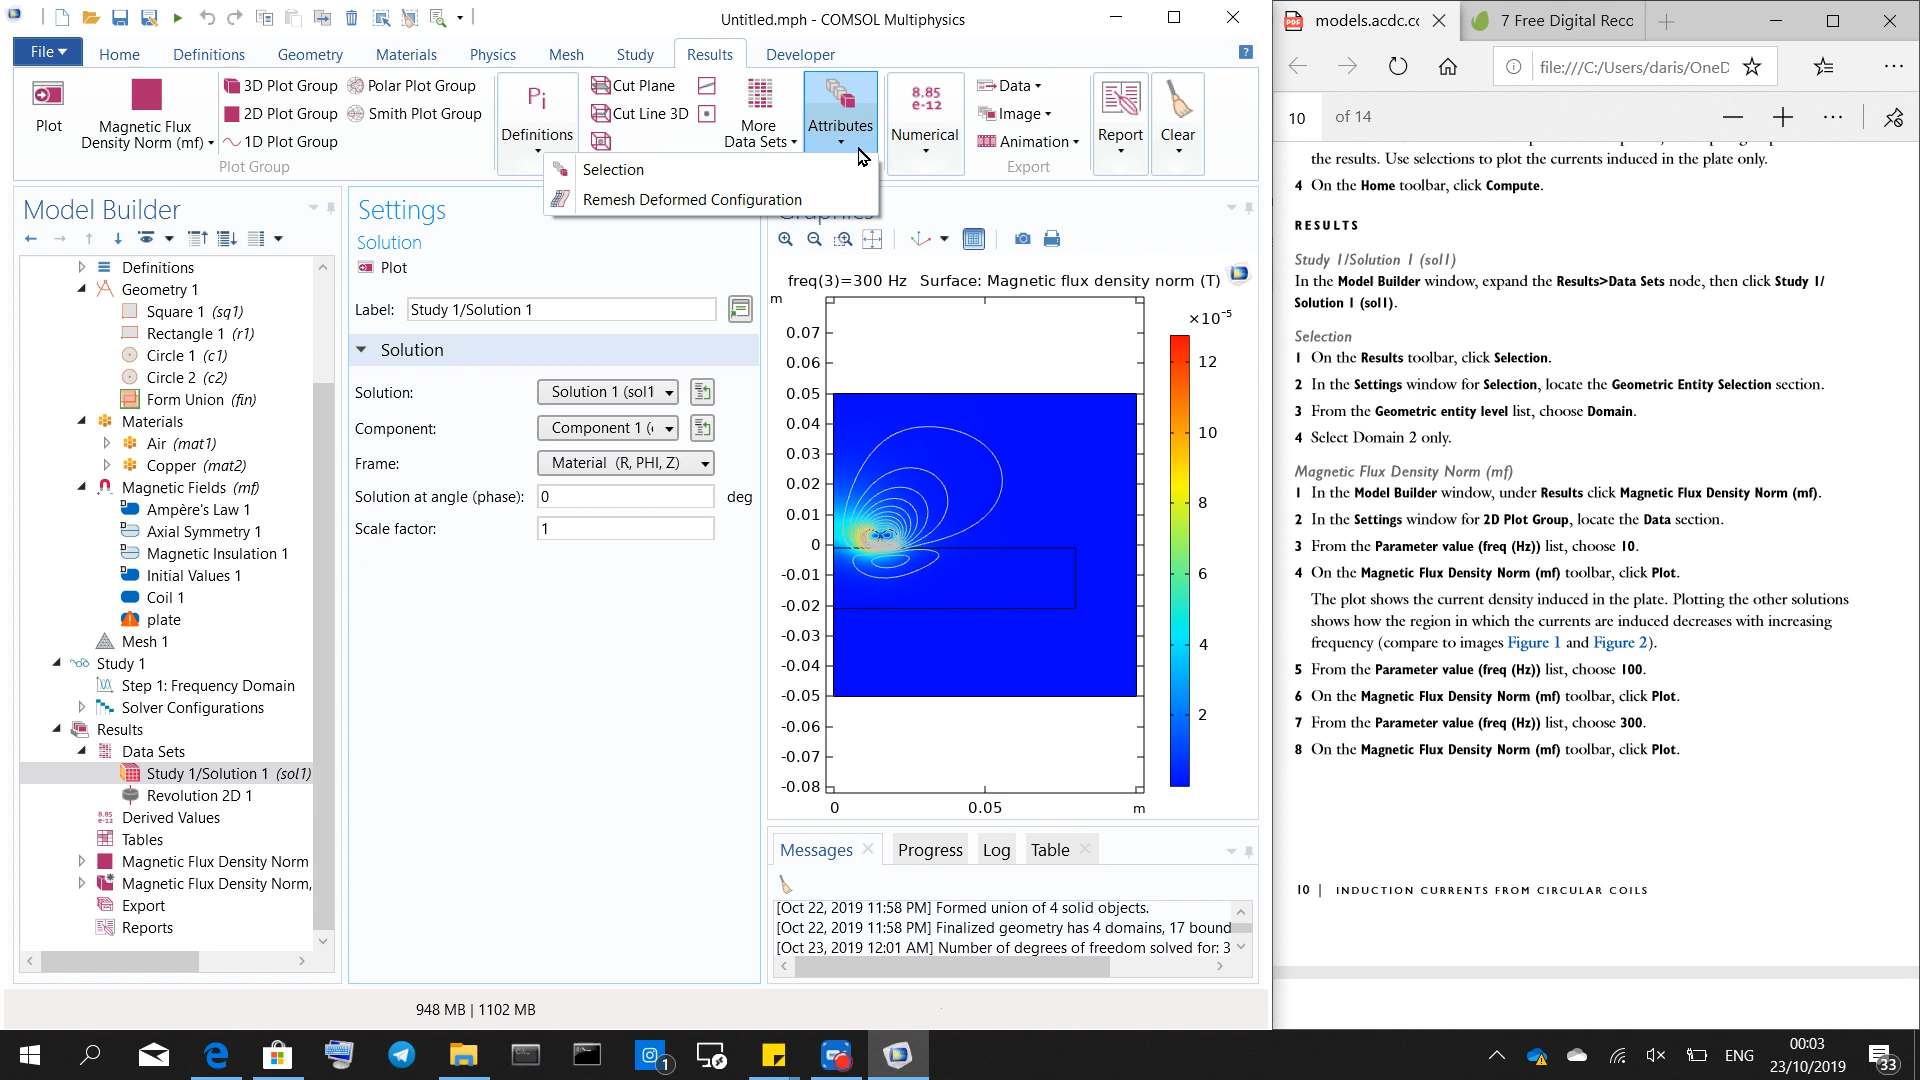 Untitled.mph - COMSOL Multiphysics
File
Home
Definitions
Geometry
Materials
Physics
Mesh
Study
Results
Developer
Plot
Magnetic Flux
Density Norm (mf)
3D Plot Group
2D Plot Group
1D Plot Group
Polar Plot Group
Smith Plot Group
Plot Group
Pi
Definitions
Cut Plane
Cut Line 3D
More
Data Sets
Attributes
8.85
e-12
Numerical
Data
Image
Animation
Export
Report
Clear
Selection
Remesh Deformed Configuration
Model Builder
Definitions
Geometry 1
Square 1 (sq1)
Rectangle 1 (r1)
Circle 1 (c1)
Circle 2 (c2)
Form Union (fin)
Materials
Air (mat1)
Copper (mat2)
Magnetic Fields (mf)
Ampère's Law 1
Axial Symmetry 1
Magnetic Insulation 1
Initial Values 1
Coil 1
plate
Mesh 1
Study 1
Step 1: Frequency Domain
Solver Configurations
Results
Data Sets
Study 1/Solution 1 (sol1)
Revolution 2D 1
8.85
e-12
Derived Values
Tables
Magnetic Flux Density Norm
Magnetic Flux Density Norm,
Export
Reports
Settings
Solution
Plot
Label: Study 1/Solution 1
Solution
Solution: Solution 1 (sol1
Component: Component 1 (
Frame: Material (R, PHI, Z)
Solution at angle (phase): 0 deg
Scale factor: 1
freq(3)=300 Hz Surface: Magnetic flux density norm (T)
m
0.07
0.06
0.05
0.04
0.03
0.02
0.01
0
-0.01
-0.02
-0.03
-0.04
-0.05
-0.06
-0.07
-0.08
0
0.05
m
×10⁻⁵
12
10
8
6
4
2
Messages
Progress
Log
Table
[Oct 22, 2019 11:58 PM] Formed union of 4 solid objects.
[Oct 22, 2019 11:58 PM] Finalized geometry has 4 domains, 17 bound
[Oct 23, 2019 12:01 AM] Number of degrees of freedom solved for: 3
948 MB | 1102 MB
PDF
models.acdc.cc
7 Free Digital Recc
file:///C:/Users/daris/OneD
10 of 14
the results. Use selections to plot the currents induced in the plate only.
4 On the Home toolbar, click Compute.
RESULTS
Study 1/Solution 1 (sol1)
In the Model Builder window, expand the Results>Data Sets node, then click Study 1/
Solution 1 (sol1).
Selection
1 On the Results toolbar, click Selection.
2 In the Settings window for Selection, locate the Geometric Entity Selection section.
3 From the Geometric entity level list, choose Domain.
4 Select Domain 2 only.
Magnetic Flux Density Norm (mf)
1 In the Model Builder window, under Results click Magnetic Flux Density Norm (mf).
2 In the Settings window for 2D Plot Group, locate the Data section.
3 From the Parameter value (freq (Hz)) list, choose 10.
4 On the Magnetic Flux Density Norm (mf) toolbar, click Plot.
The plot shows the current density induced in the plate. Plotting the other solutions
shows how the region in which the currents are induced decreases with increasing
frequency (compare to images Figure 1 and Figure 2).
5 From the Parameter value (freq (Hz)) list, choose 100.
6 On the Magnetic Flux Density Norm (mf) toolbar, click Plot.
7 From the Parameter value (freq (Hz)) list, choose 300.
8 On the Magnetic Flux Density Norm (mf) toolbar, click Plot.
10 | INDUCTION CURRENTS FROM CIRCULAR COILS
1
ENG
00:03
23/10/2019
33